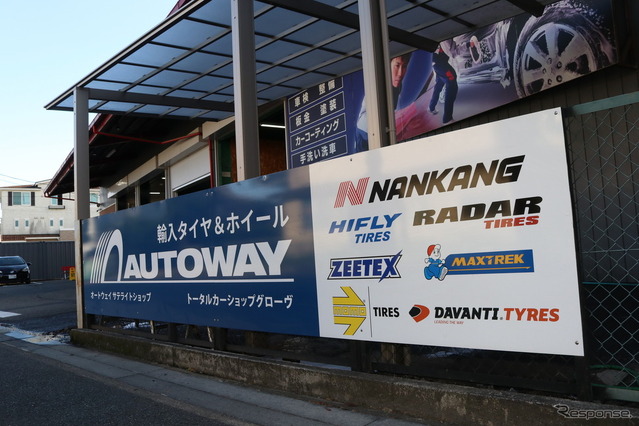 車検 整備
板金 塗装
カーコーティング
手洗い洗車
輸入タイヤ&ホイール
AUTOWAY
オートウェイ サテライトショップ
トータルカーショップグローヴ
NANKANG
HIFLY
TIRES
RADAR
TIRES
ZEETEX
MAXTREK
TIRES
DAVANTI.TYRES
LEADING THE WAY
Response.